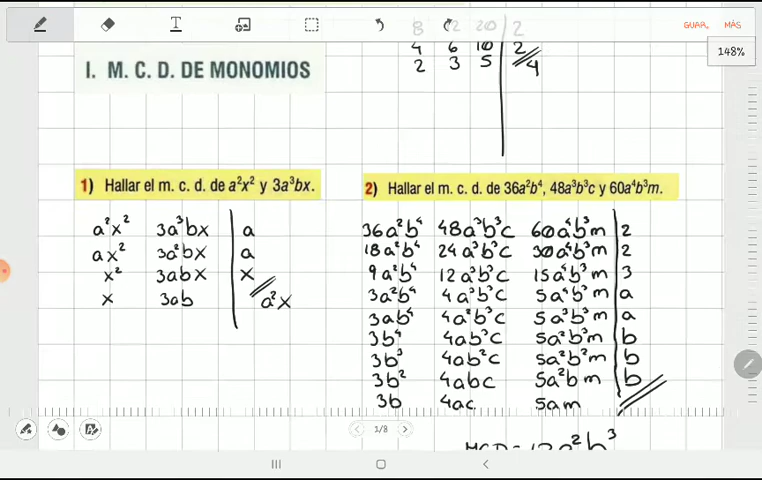 T
GUAR. MÁS
148%
8 12 20 | 2
4 6 10 | 2
2 3 5 | 4
I. M. C. D. DE MONOMIOS
1) Hallar el m. c. d. de a²x² y 3a³bx.
a²x² 3a³bx | a
ax² 3a²bx | a
x² 3abx | x
x 3ab a²x
2) Hallar el m. c. d. de 36a²b⁴, 48a³b³c y 60a⁴b³m.
36a²b⁴ 48a³b³c 60a⁴b³m | 2
18a²b⁴ 24a³b³c 30a⁴b³m | 2
9a²b⁴ 12a³b³c 15a⁴b³m | 3
3a²b⁴ 4a³b³c 5a⁴b³m | a
3ab⁴ 4a²b³c 5a³b³m | a
3b⁴ 4ab³c 5a²b³m | b
3b³ 4ab²c 5a²b²m | b
3b² 4abc 5a²bm | b
3b 4ac 5am
MCD = 12a²b³
1/8